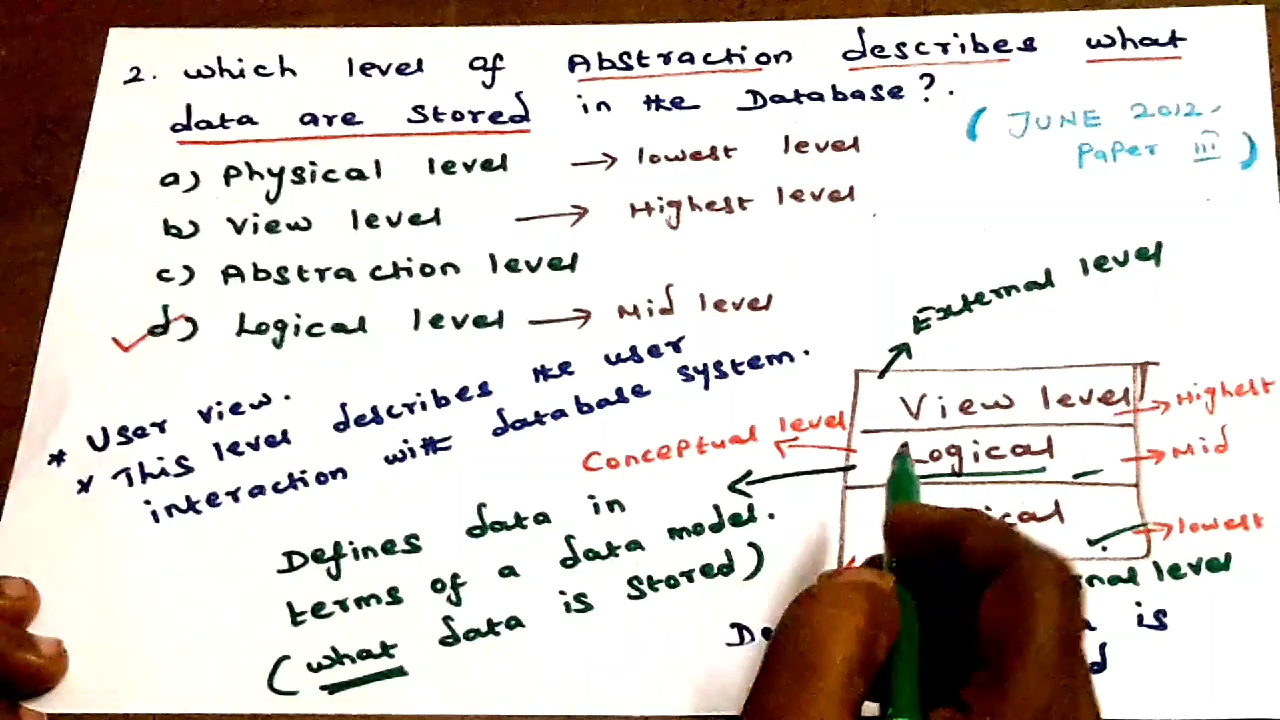 2. which level of Abstraction describes what
data are stored in the Database?.
(JUNE 2012,
Paper III)
a) Physical level → lowest level
b) View level → Highest level
c) Abstraction level
d) Logical level → Mid level
External level
* User view.
* This level describes the user
interaction with database system.
View level → Highest
Conceptual level
Logical → Mid
→ lowest
Defines data in
terms of a data model.
(what data is stored)
level
is